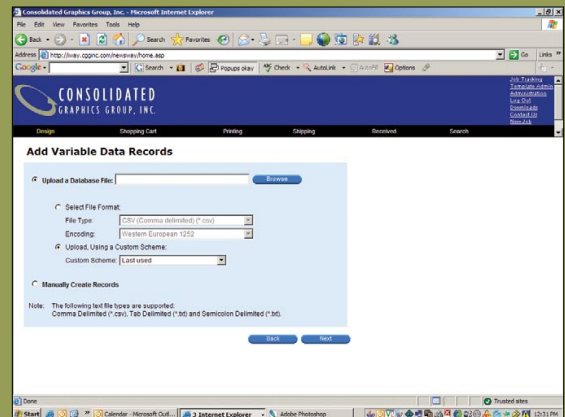 Consolidated Graphics Group, Inc. - Microsoft Internet Explorer
File Edit View Favorites Tools Help
Back Search Favorites
Address http://iway.cggnc.com/newsway/home.asp Go Links
Google Search Popups okay Check AutoLink AutoFill Options
CONSOLIDATED
GRAPHICS GROUP, INC.
Job Tracking
Template Admin
Administration
Log Out
Downloads
Contact Us
New Job
Design Shopping Cart Printing Shipping Received Search
Add Variable Data Records
Upload a Database File: Browse
Select File Format:
File Type: CSV (Comma delimited) (*.csv)
Encoding: Western European 1252
Upload, Using a Custom Scheme:
Custom Scheme: Last used
Manually Create Records
Note: The following text file types are supported:
Comma Delimited (*.csv), Tab Delimited (*.txt) and Semicolon Delimited (*.txt).
Back Next
Done Trusted sites
Start Calendar - Microsoft Outl... 3 Internet Explorer Adobe Photoshop 12:31 PM